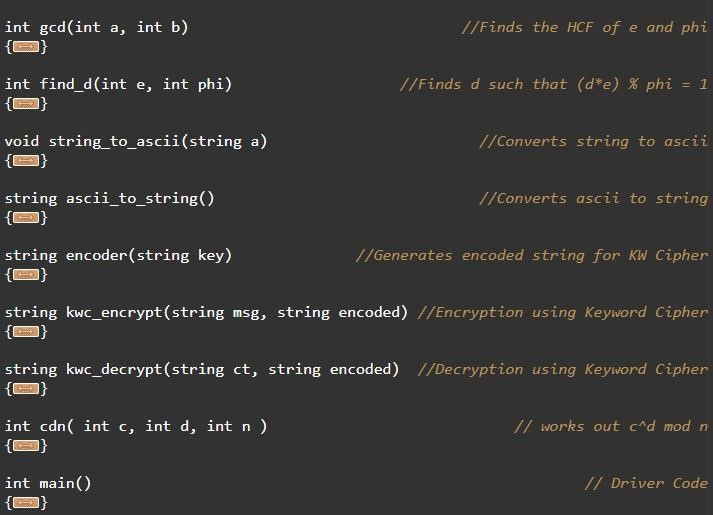 int gcd(int a, int b) //Finds the HCF of e and phi
{}
int find_d(int e, int phi) //Finds d such that (d*e) % phi = 1
{}
void string_to_ascii(string a) //Converts string to ascii
{}
string ascii_to_string() //Converts ascii to string
{}
string encoder(string key) //Generates encoded string for KW Cipher
{}
string kwc_encrypt(string msg, string encoded) //Encryption using Keyword Cipher
{}
string kwc_decrypt(string ct, string encoded) //Decryption using Keyword Cipher
{}
int cdn( int c, int d, int n ) // works out c^d mod n
{}
int main() // Driver Code
{}